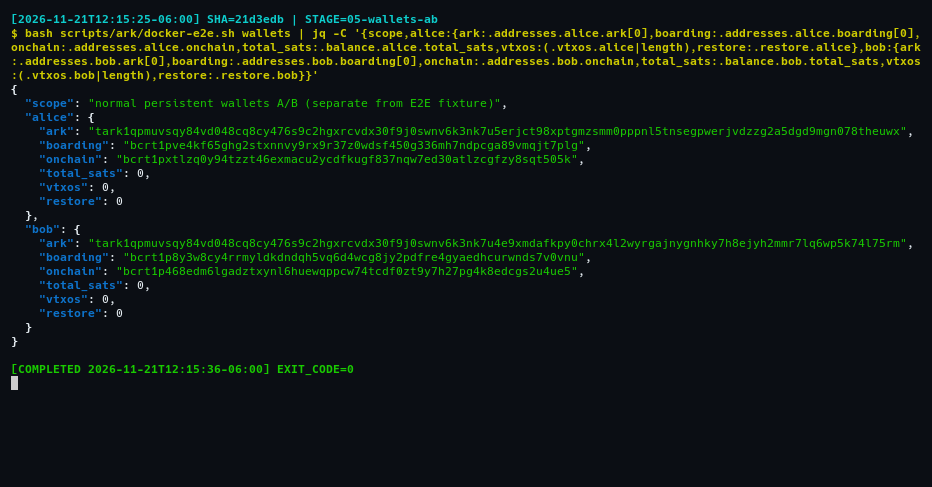 [2026-11-21T12:15:25-06:00] SHA=21d3edb | STAGE=05-wallets-ab
$ bash scripts/ark/docker-e2e.sh wallets | jq -C '{scope,alice:{ark:.addresses.alice.ark[0],boarding:.addresses.alice.boarding[0],
onchain:.addresses.alice.onchain,total_sats:.balance.alice.total_sats,vtxos:(.vtxos.alice|length),restore:.restore.alice},bob:{ark
:.addresses.bob.ark[0],boarding:.addresses.bob.boarding[0],onchain:.addresses.bob.onchain,total_sats:.balance.bob.total_sats,vtxos
:(.vtxos.bob|length),restore:.restore.bob}}'
{
  "scope": "normal persistent wallets A/B (separate from E2E fixture)",
  "alice": {
    "ark": "tark1qpmuvsqy84vd048cq8cy476s9c2hgxrcvdx30f9j0swnv6k3nk7u5erjct98xptgmzsmm0pppnl5tnsegpwerjvdzzg2a5dgd9mgn078theuwx",
    "boarding": "bcrt1pve4kf65ghg2stxnnvy9rx9r37z0wdsf450g336mh7ndpcga89vmqjt7plg",
    "onchain": "bcrt1pxtlzq0y94tzzt46exmacu2ycdfkugf837nqw7ed30atlzcgfzy8sqt505k",
    "total_sats": 0,
    "vtxos": 0,
    "restore": 0
  },
  "bob": {
    "ark": "tark1qpmuvsqy84vd048cq8cy476s9c2hgxrcvdx30f9j0swnv6k3nk7u4e9xmdafkpy0chrx4l2wyrgajnygnhky7h8ejyh2mmr7lq6wp5k74l75rm",
    "boarding": "bcrt1p8y3w8cy4rrmyldkdndqh5vq6d4wcg8jy2pdfre4gyaedhcurwnds7v0vnu",
    "onchain": "bcrt1p468edm6lgadztxynl6huewqppcw74tcdf0zt9y7h27pg4k8edcgs2u4ue5",
    "total_sats": 0,
    "vtxos": 0,
    "restore": 0
  }
}
[COMPLETED 2026-11-21T12:15:36-06:00] EXIT_CODE=0